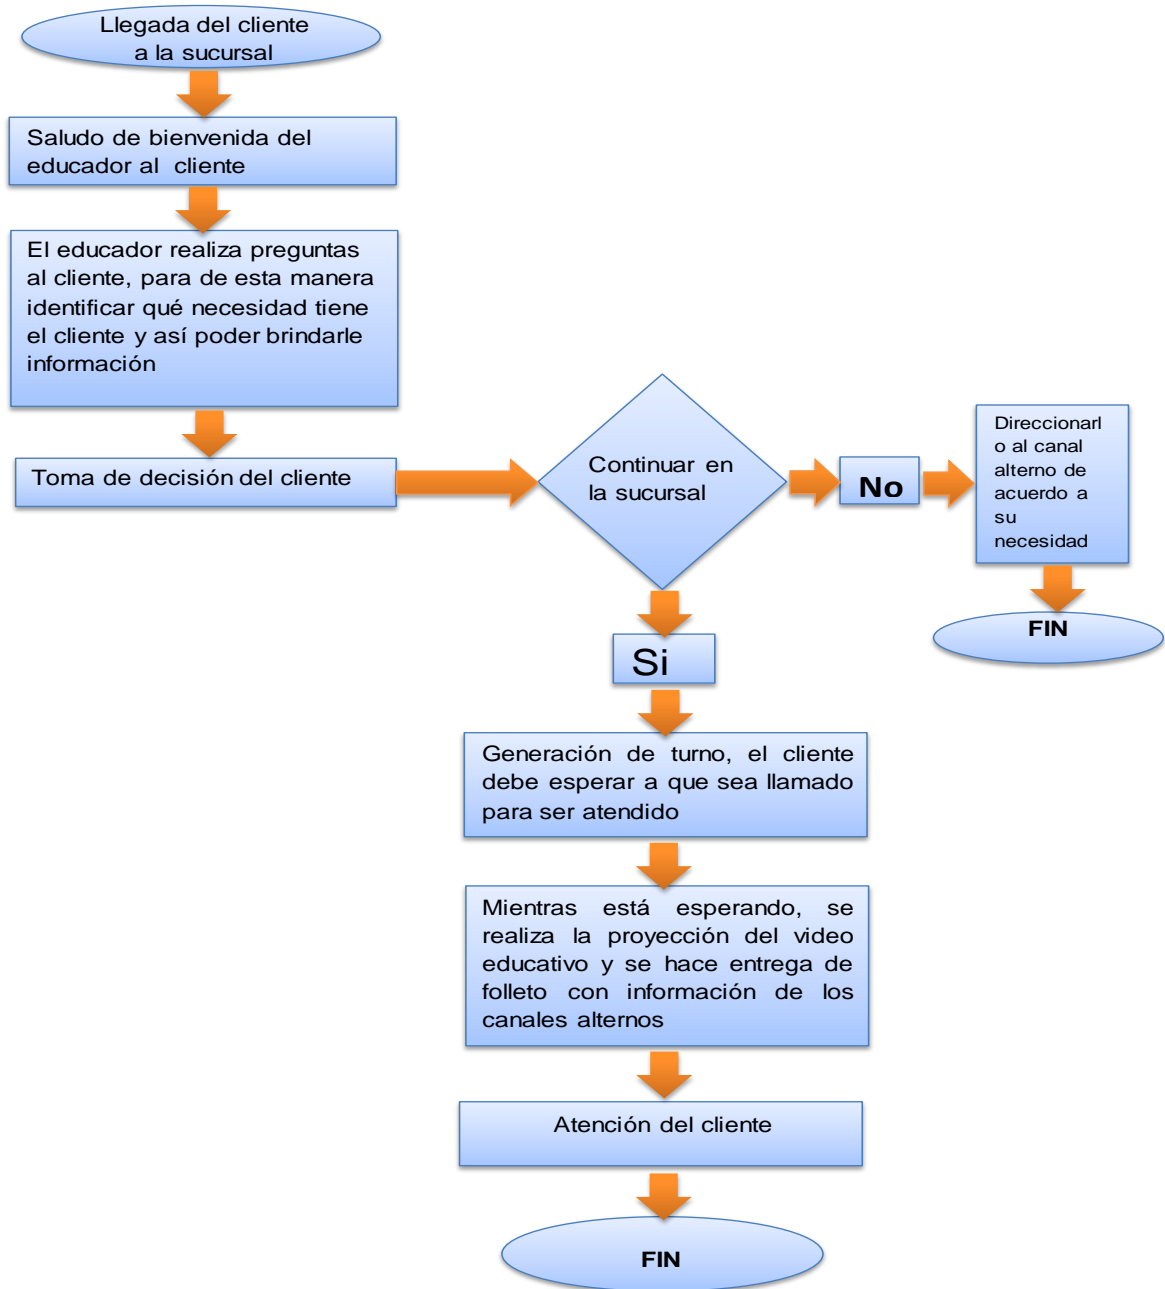 Llegada del cliente
a la sucursal
Saludo de bienvenida del
educador al cliente
El educador realiza preguntas
al cliente, para de esta manera
identificar qué necesidad tiene
el cliente y así poder brindarle
información
Toma de decisión del cliente
Continuar en
la sucursal
No
Direccionarl
o al canal
alterno de
acuerdo a
su
necesidad
FIN
Si
Generación de turno, el cliente
debe esperar a que sea llamado
para ser atendido
Mientras está esperando, se
realiza la proyección del video
educativo y se hace entrega de
folleto con información de los
canales alternos
Atención del cliente
FIN